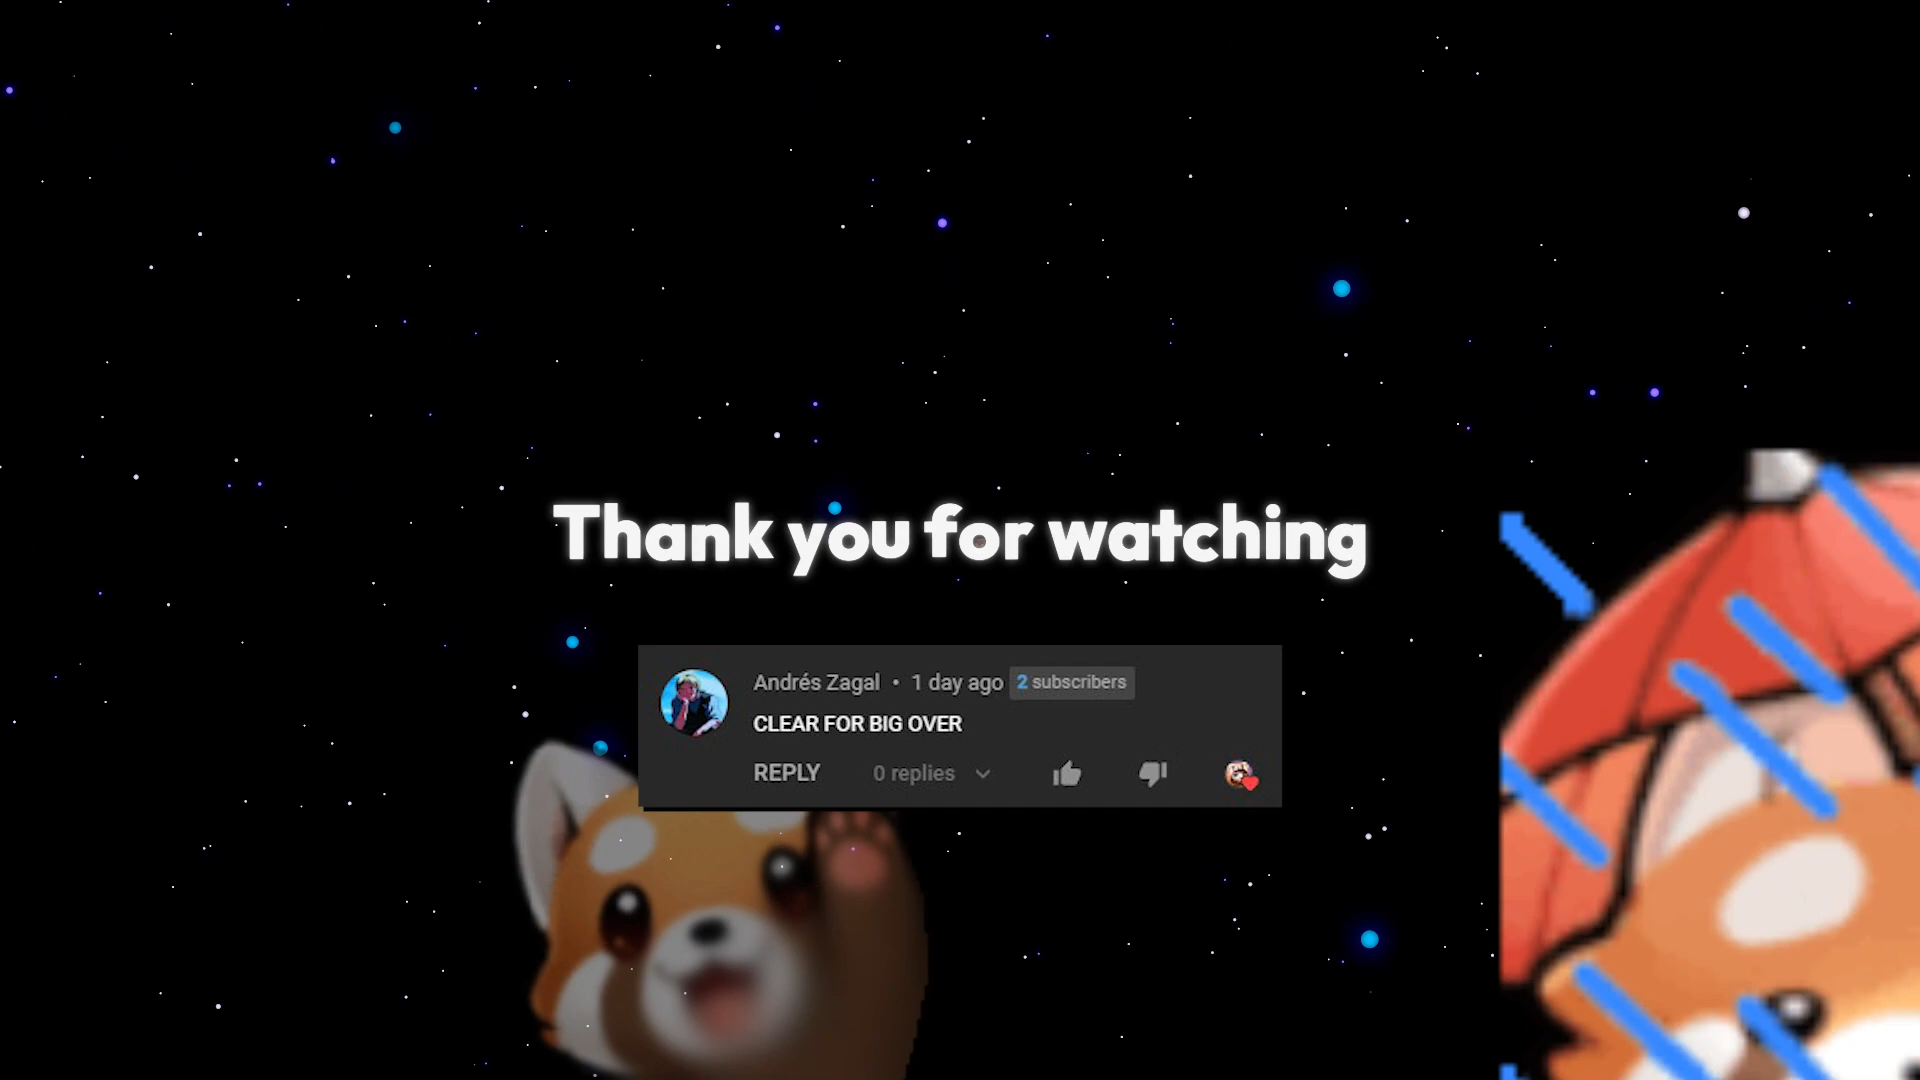 Thank you for watching
Andrés Zagal • 1 day ago 2 subscribers
CLEAR FOR BIG OVER
REPLY 0 replies